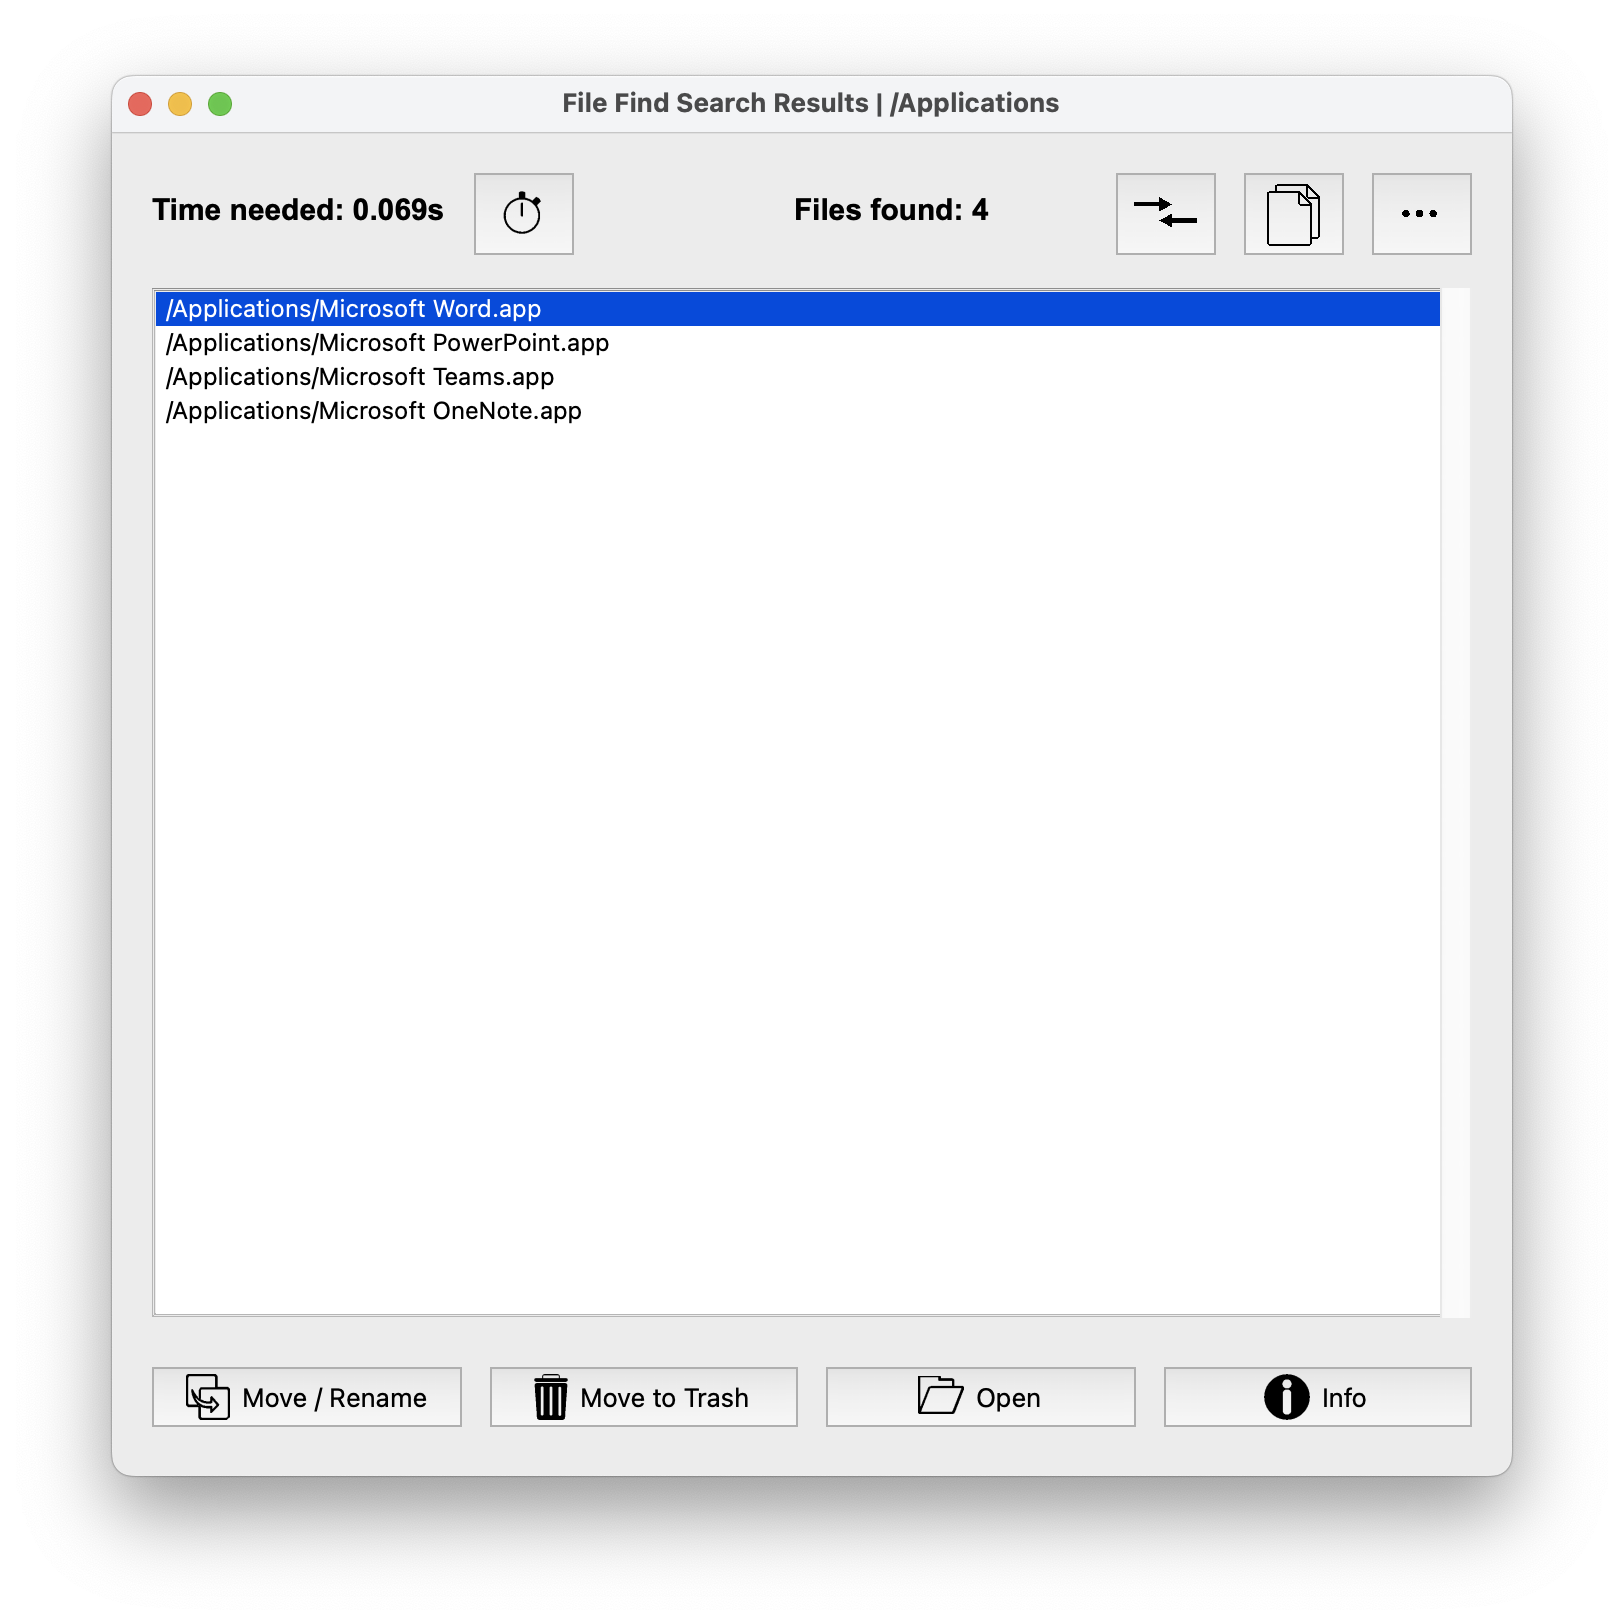 File Find Search Results | /Applications
Time needed: 0.069s
Files found: 4
/Applications/Microsoft Word.app
/Applications/Microsoft PowerPoint.app
/Applications/Microsoft Teams.app
/Applications/Microsoft OneNote.app
Move / Rename
Move to Trash
Open
Info